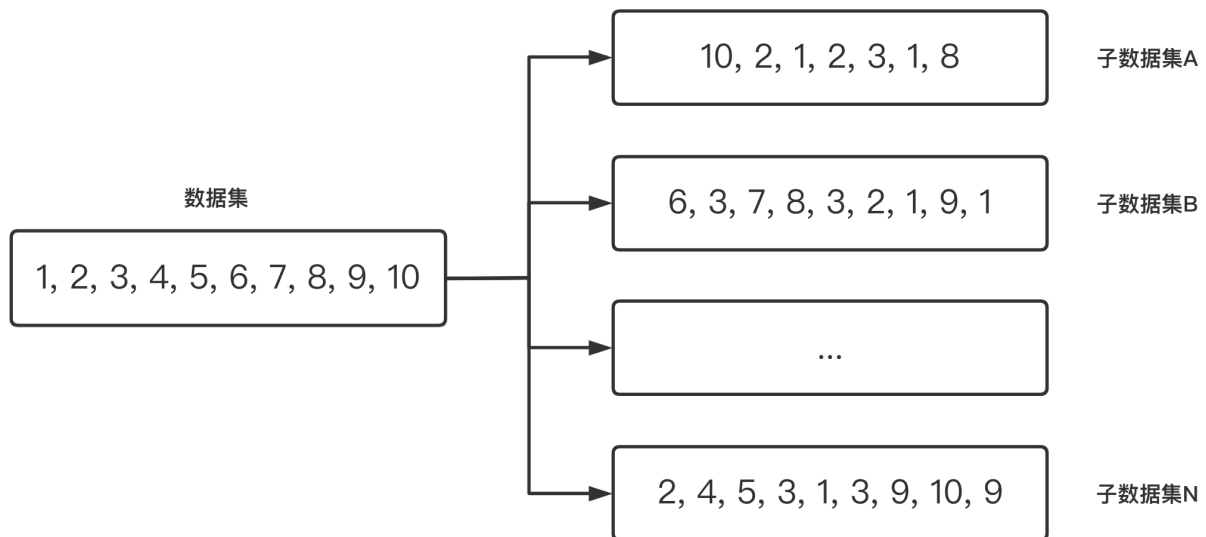 数据集
1, 2, 3, 4, 5, 6, 7, 8, 9, 10
10, 2, 1, 2, 3, 1, 8
子数据集A
6, 3, 7, 8, 3, 2, 1, 9, 1
子数据集B
...
2, 4, 5, 3, 1, 3, 9, 10, 9
子数据集N